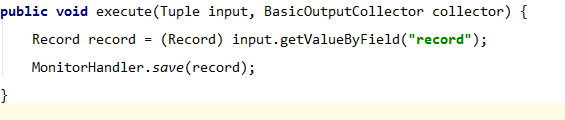 public void execute(Tuple input, BasicOutputCollector collector) {
    Record record = (Record) input.getValueByField("record");
    MonitorHandler.save(record);
}